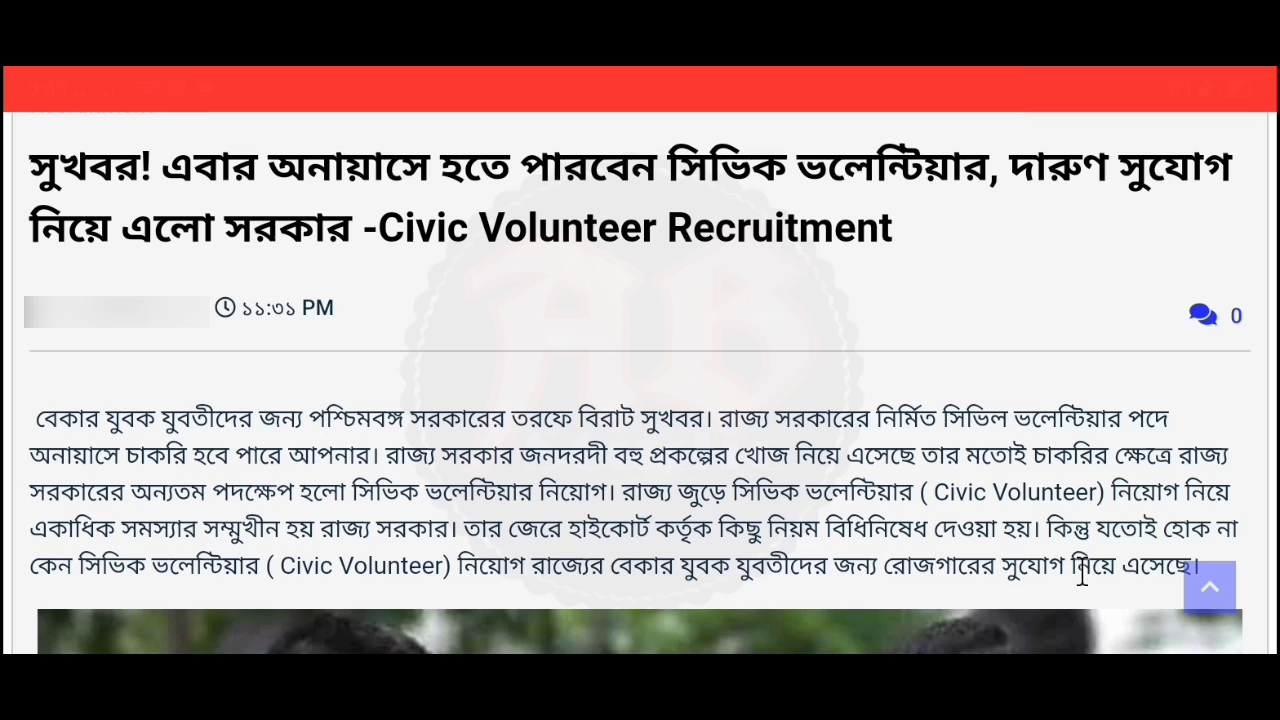 সুখবর! এবার অনায়াসে হতে পারবেন সিভিক ভলেন্টিয়ার, দারুণ সুযোগ
নিয়ে এলো সরকার -Civic Volunteer Recruitment
১১:৩১ PM
0
বেকার যুবক যুবতীদের জন্য পশ্চিমবঙ্গ সরকারের তরফে বিরাট সুখবর। রাজ্য সরকারের নির্মিত সিভিল ভলেন্টিয়ার পদে
অনায়াসে চাকরি হবে পারে আপনার। রাজ্য সরকার জনদরদী বহু প্রকল্পের খোজ নিয়ে এসেছে তার মতোই চাকরির ক্ষেত্রে রাজ্য
সরকারের অন্যতম পদক্ষেপ হলো সিভিক ভলেন্টিয়ার নিয়োগ। রাজ্য জুড়ে সিভিক ভলেন্টিয়ার ( Civic Volunteer) নিয়োগ নিয়ে
একাধিক সমস্যার সম্মুখীন হয় রাজ্য সরকার। তার জেরে হাইকোর্ট কর্তৃক কিছু নিয়ম বিধিনিষেধ দেওয়া হয়। কিন্তু যতোই হোক না
কেন সিভিক ভলেন্টিয়ার ( Civic Volunteer) নিয়োগ রাজ্যের বেকার যুবক যুবতীদের জন্য রোজগারের সুযোগ নিয়ে এসেছে।